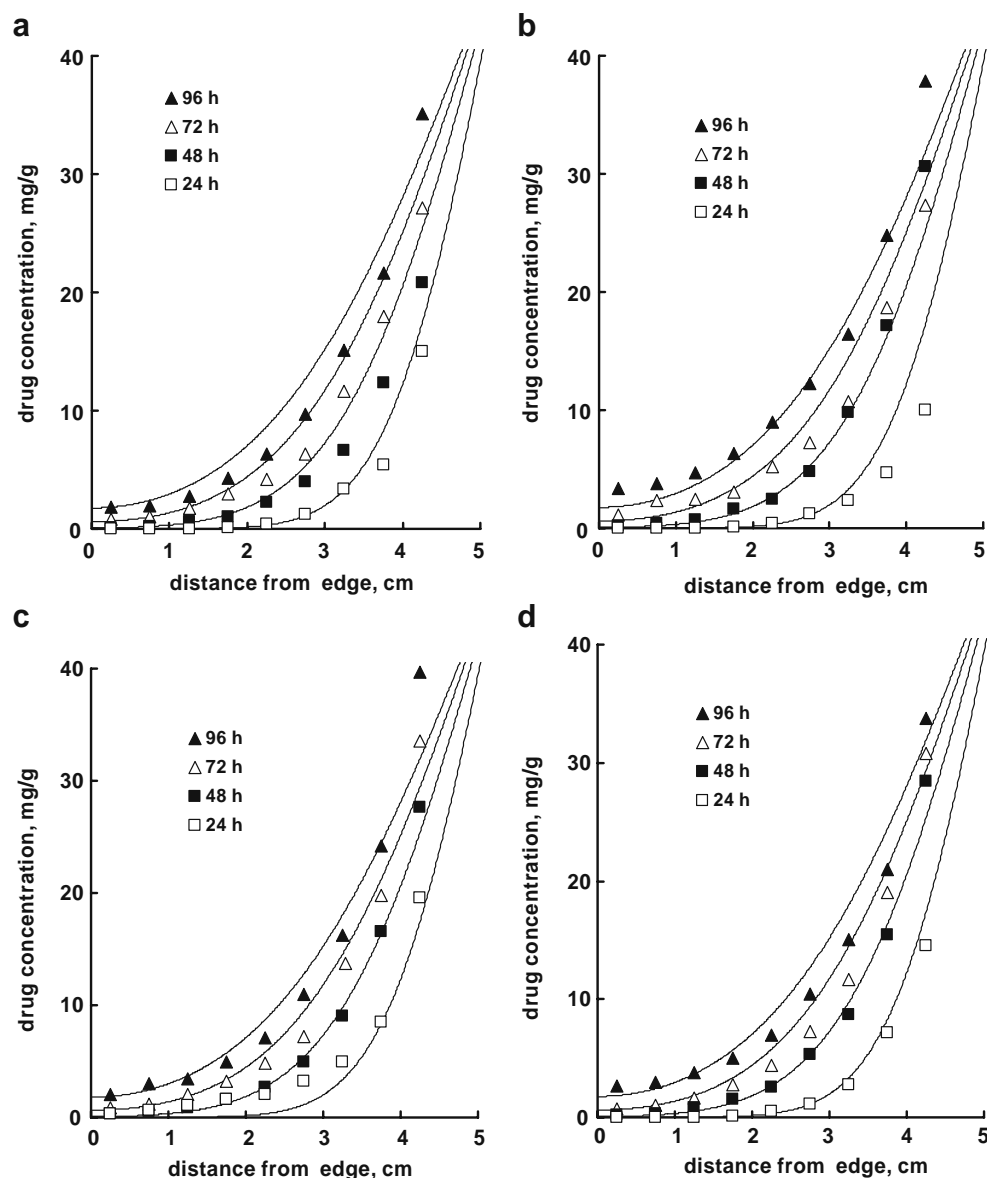 a
40
30
20
10
0
drug concentration, mg/g
96 h
72 h
48 h
24 h
0 1 2 3 4 5
distance from edge, cm
b
40
30
20
10
0
drug concentration, mg/g
96 h
72 h
48 h
24 h
0 1 2 3 4 5
distance from edge, cm
c
40
30
20
10
0
drug concentration, mg/g
96 h
72 h
48 h
24 h
0 1 2 3 4 5
distance from edge, cm
d
40
30
20
10
0
drug concentration, mg/g
96 h
72 h
48 h
24 h
0 1 2 3 4 5
distance from edge, cm